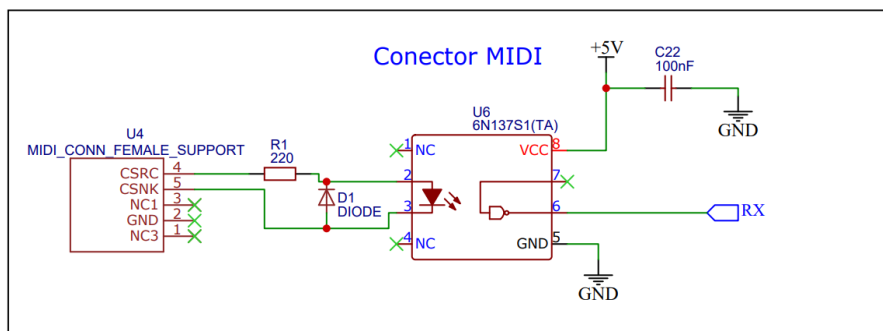 Conector MIDI
+5V
C22
100nF
GND
U6
6N137S1(TA)
U4
MIDI_CONN_FEMALE_SUPPORT
R1
220
CSRC 4
CSNK 5
NC1 3
GND 2
NC3 1
D1
DIODE
1 NC
2
3
4 NC
VCC 8
7
6
GND 5
RX
GND